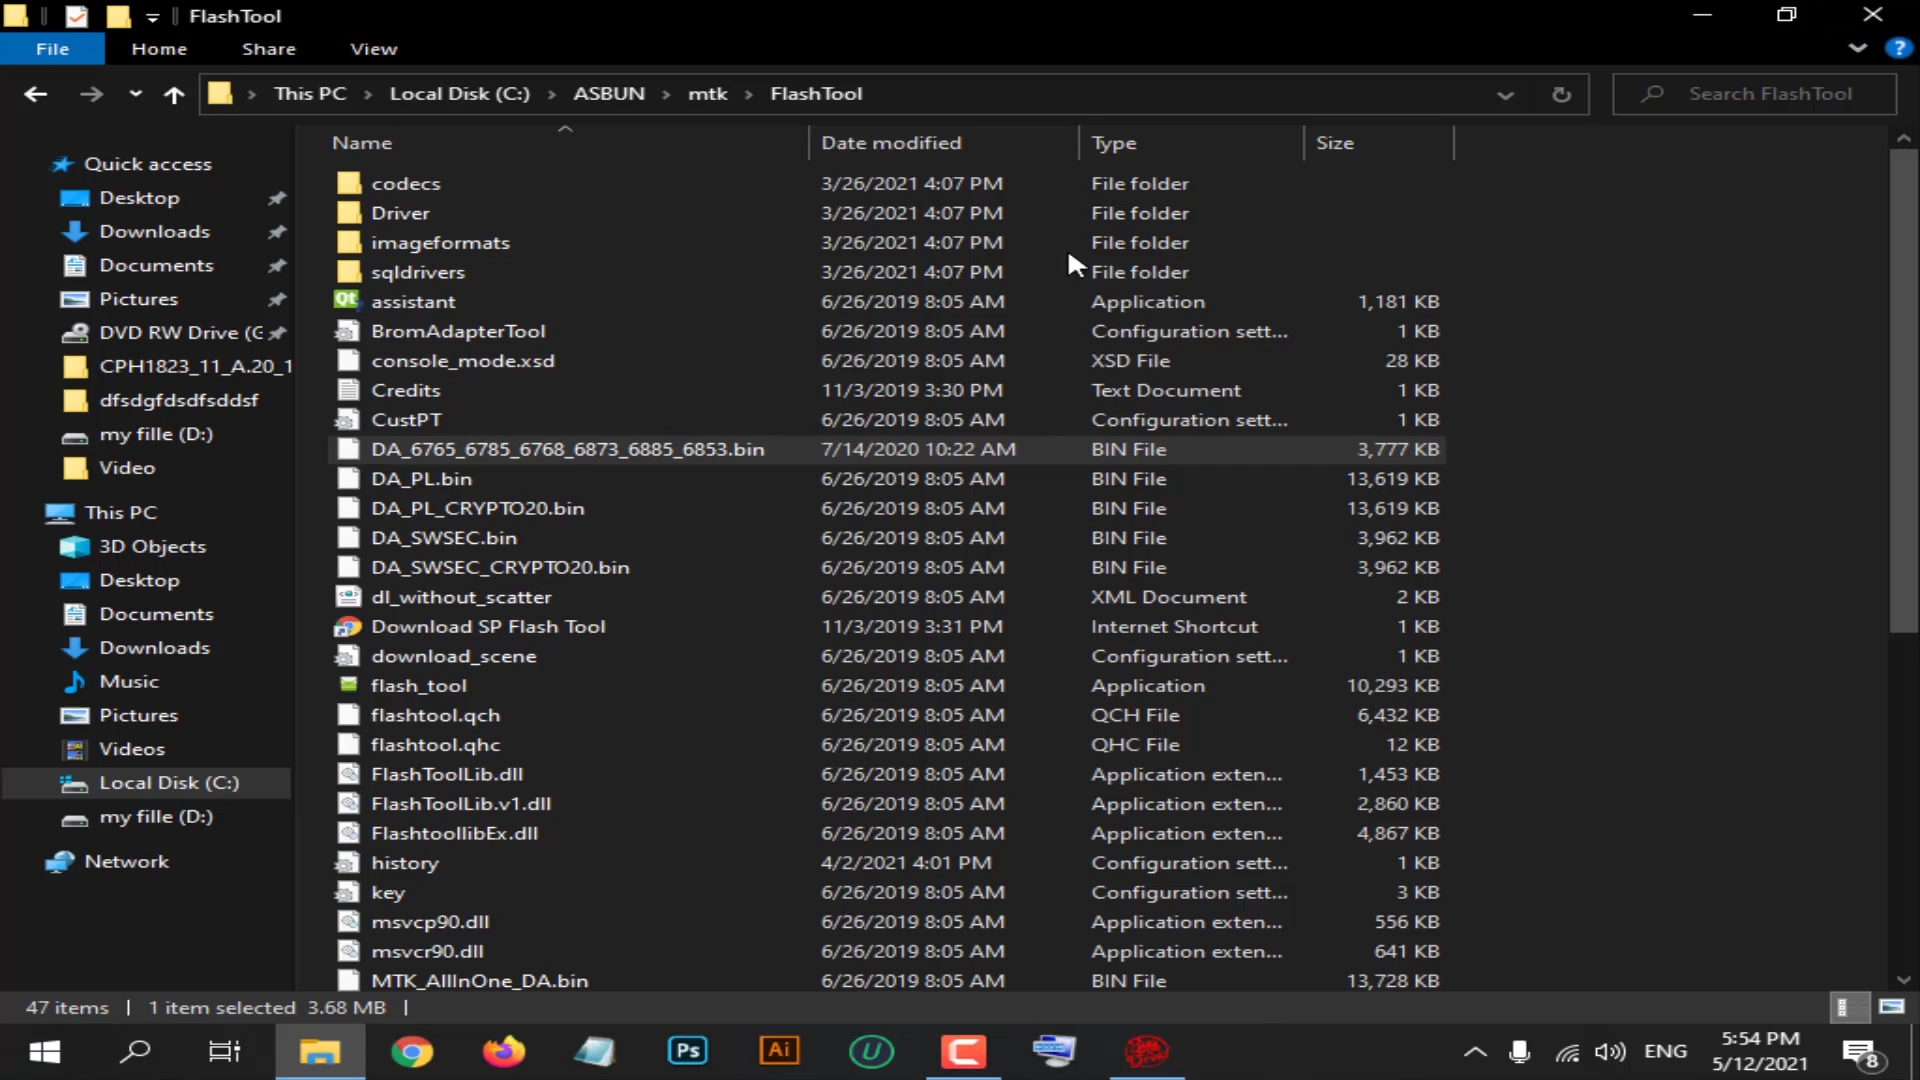 FlashTool
File Home Share View
This PC > Local Disk (C:) > ASBUN > mtk > FlashTool
Search FlashTool
Quick access
Desktop
Downloads
Documents
Pictures
DVD RW Drive (G
CPH1823_11_A.20_1
dfsdgfdsdfsddsf
my fille (D:)
Video
This PC
3D Objects
Desktop
Documents
Downloads
Music
Pictures
Videos
Local Disk (C:)
my fille (D:)
Network
Name Date modified Type Size
codecs 3/26/2021 4:07 PM File folder
Driver 3/26/2021 4:07 PM File folder
imageformats 3/26/2021 4:07 PM File folder
sqldrivers 3/26/2021 4:07 PM File folder
Qt assistant 6/26/2019 8:05 AM Application 1,181 KB
BromAdapterTool 6/26/2019 8:05 AM Configuration sett... 1 KB
console_mode.xsd 6/26/2019 8:05 AM XSD File 28 KB
Credits 11/3/2019 3:30 PM Text Document 1 KB
CustPT 6/26/2019 8:05 AM Configuration sett... 1 KB
DA_6765_6785_6768_6873_6885_6853.bin 7/14/2020 10:22 AM BIN File 3,777 KB
DA_PL.bin 6/26/2019 8:05 AM BIN File 13,619 KB
DA_PL_CRYPTO20.bin 6/26/2019 8:05 AM BIN File 13,619 KB
DA_SWSEC.bin 6/26/2019 8:05 AM BIN File 3,962 KB
DA_SWSEC_CRYPTO20.bin 6/26/2019 8:05 AM BIN File 3,962 KB
dl_without_scatter 6/26/2019 8:05 AM XML Document 2 KB
Download SP Flash Tool 11/3/2019 3:31 PM Internet Shortcut 1 KB
download_scene 6/26/2019 8:05 AM Configuration sett... 1 KB
flash_tool 6/26/2019 8:05 AM Application 10,293 KB
flashtool.qch 6/26/2019 8:05 AM QCH File 6,432 KB
flashtool.qhc 6/26/2019 8:05 AM QHC File 12 KB
FlashToolLib.dll 6/26/2019 8:05 AM Application exten... 1,453 KB
FlashToolLib.v1.dll 6/26/2019 8:05 AM Application exten... 2,860 KB
FlashtoollibEx.dll 6/26/2019 8:05 AM Application exten... 4,867 KB
history 4/2/2021 4:01 PM Configuration sett... 1 KB
key 6/26/2019 8:05 AM Configuration sett... 3 KB
msvcp90.dll 6/26/2019 8:05 AM Application exten... 556 KB
msvcr90.dll 6/26/2019 8:05 AM Application exten... 641 KB
MTK_AllInOne_DA.bin 6/26/2019 8:05 AM BIN File 13,728 KB
47 items 1 item selected 3.68 MB
Ps Ai U ENG 5:54 PM
5/12/2021 8